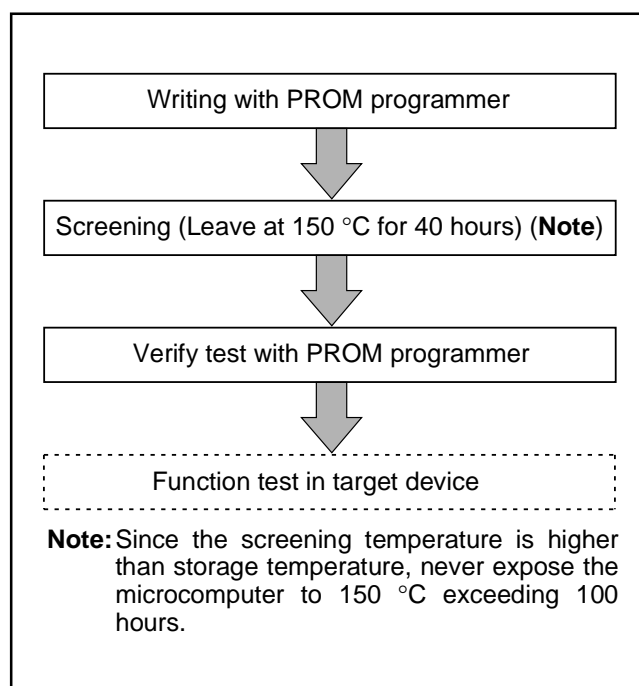 Writing with PROM programmer
Screening (Leave at 150 °C for 40 hours) (Note)
Verify test with PROM programmer
Function test in target device
Note: Since the screening temperature is higher
than storage temperature, never expose the
microcomputer to 150 °C exceeding 100
hours.